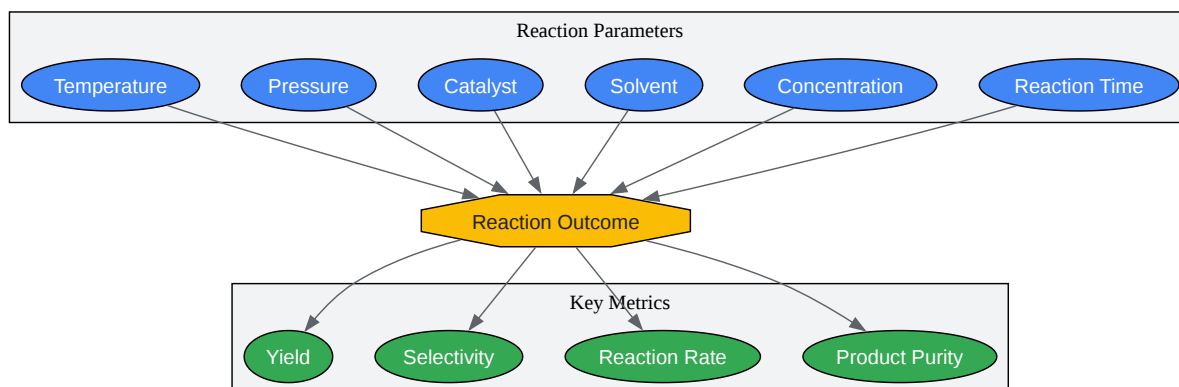 Reaction Parameters
Temperature Pressure Catalyst Solvent Concentration Reaction Time
Reaction Outcome
Key Metrics
Yield Selectivity Reaction Rate Product Purity